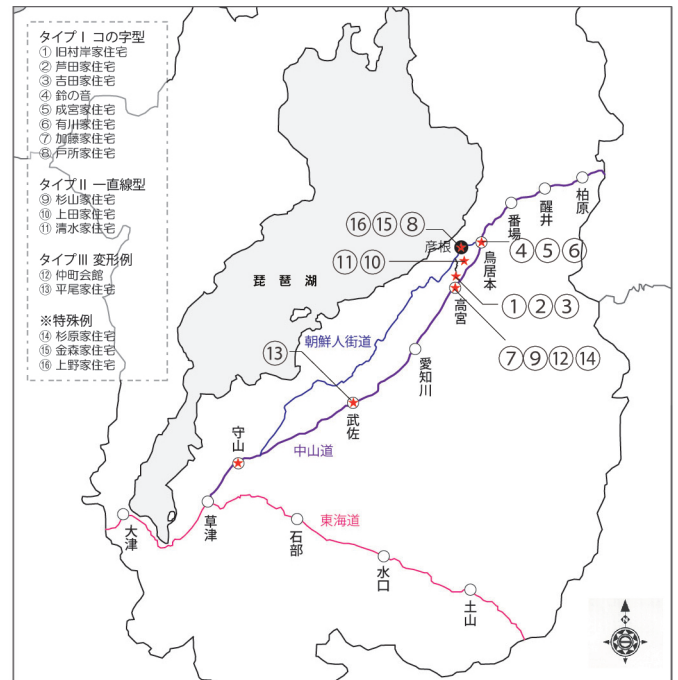 タイプⅠ コの字型
① 旧村岸家住宅
② 芦田家住宅
③ 吉田家住宅
④ 鈴の音
⑤ 成宮家住宅
⑥ 有川家住宅
⑦ 加藤家住宅
⑧ 戸所家住宅
タイプⅡ 一直線型
⑨ 杉山家住宅
⑩ 上田家住宅
⑪ 清水家住宅
タイプⅢ 変形例
⑫ 仲町会館
⑬ 平尾家住宅
※特殊例
⑭ 杉原家住宅
⑮ 金森家住宅
⑯ 上野家住宅
柏原
醒井
番場
⑯⑮⑧
彦根
④⑤⑥
鳥居本
⑪⑩
琵琶湖
①②③
高宮
朝鮮人街道
⑬
⑦⑨⑫⑭
愛知川
武佐
守山
中山道
草津
大津
東海道
石部
水口
土山
N